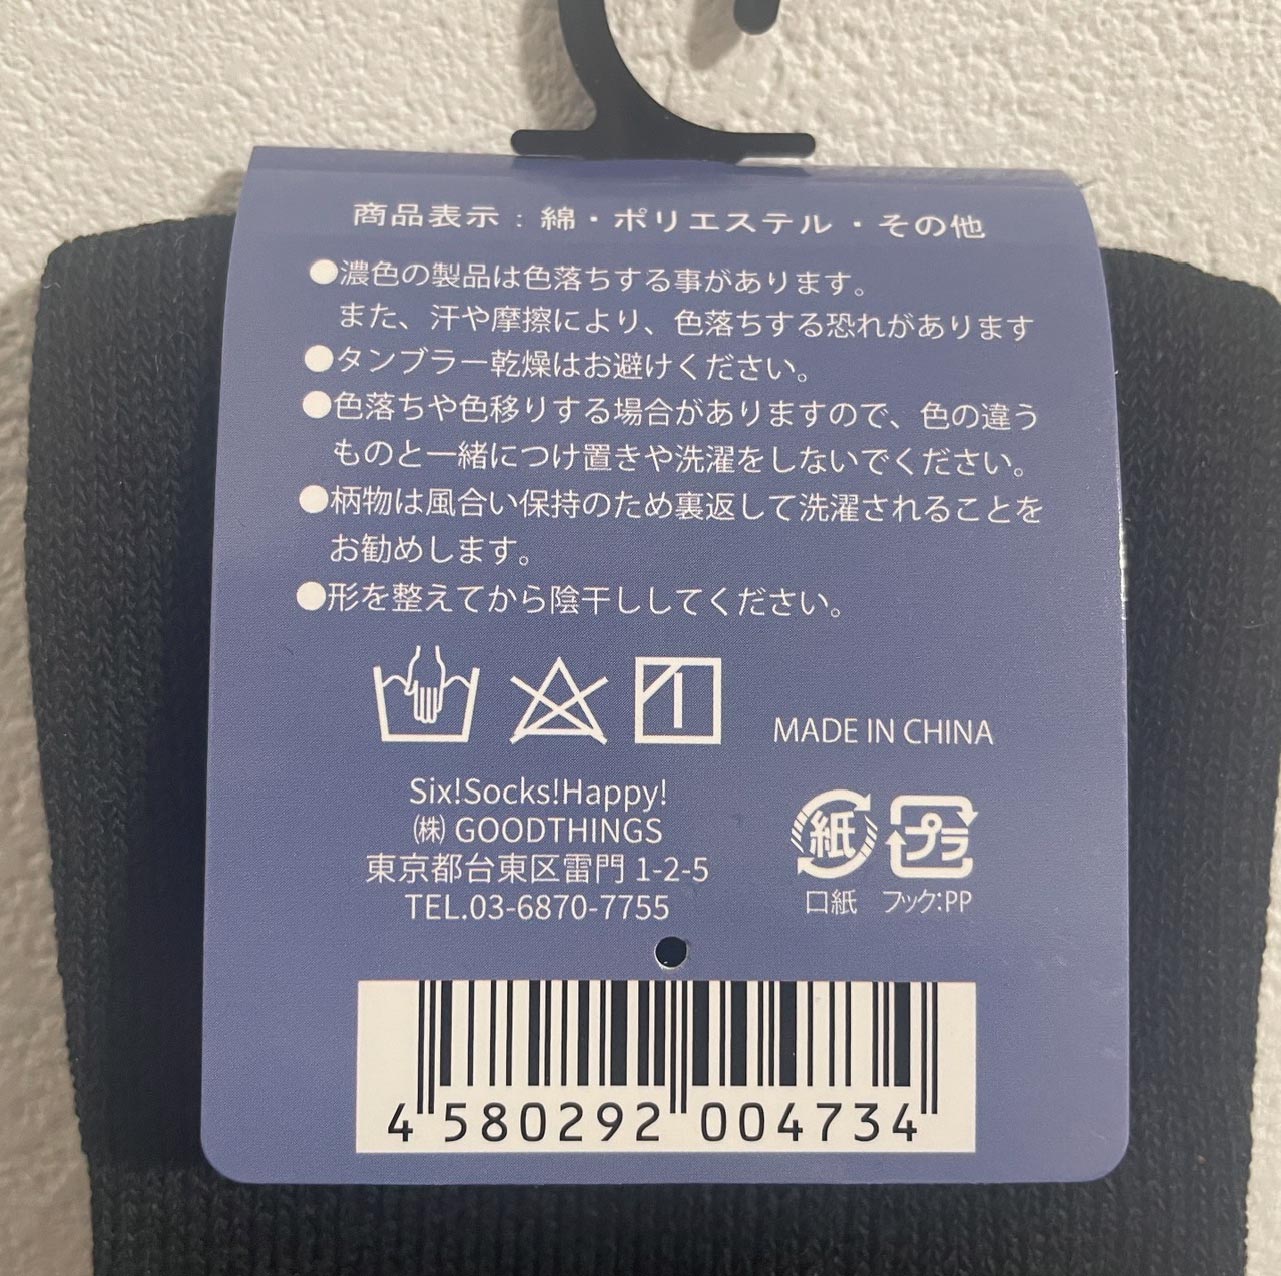 商品表示：綿・ポリエステル・その他
●濃色の製品は色落ちする事があります。
また、汗や摩擦により、色落ちする恐れがあります
●タンブラー乾燥はお避けください。
●色落ちや色移りする場合がありますので、色の違う
ものと一緒につけ置きや洗濯をしないでください。
●柄物は風合い保持のため裏返して洗濯されることを
お勧めします。
●形を整えてから陰干ししてください。
MADE IN CHINA
Six!Socks!Happy!
㈱ GOODTHINGS
東京都台東区雷門 1-2-5
TEL.03-6870-7755
紙 プラ
口紙 フック:PP
4 580292 004734